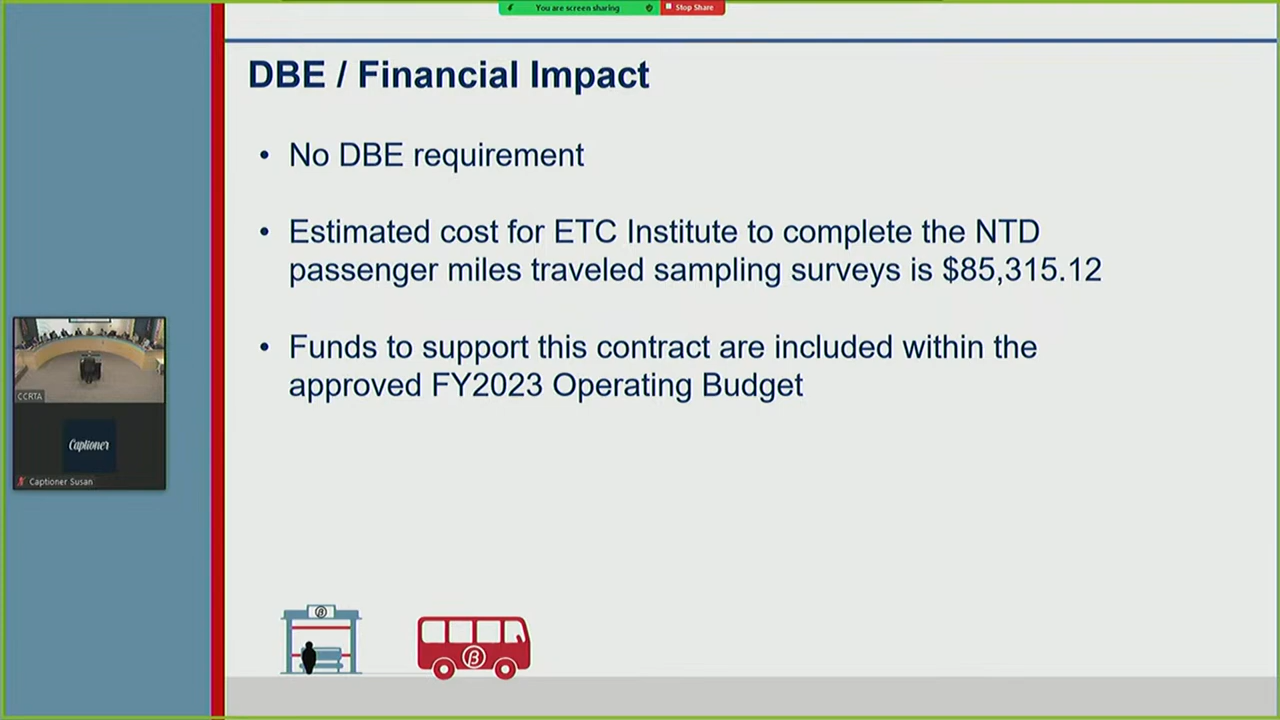 You are screen sharing
Stop Share
DBE / Financial Impact
• No DBE requirement
• Estimated cost for ETC Institute to complete the NTD
passenger miles traveled sampling surveys is $85,315.12
• Funds to support this contract are included within the
approved FY2023 Operating Budget
CCRTA
Captioner
Captioner Susan
β
β